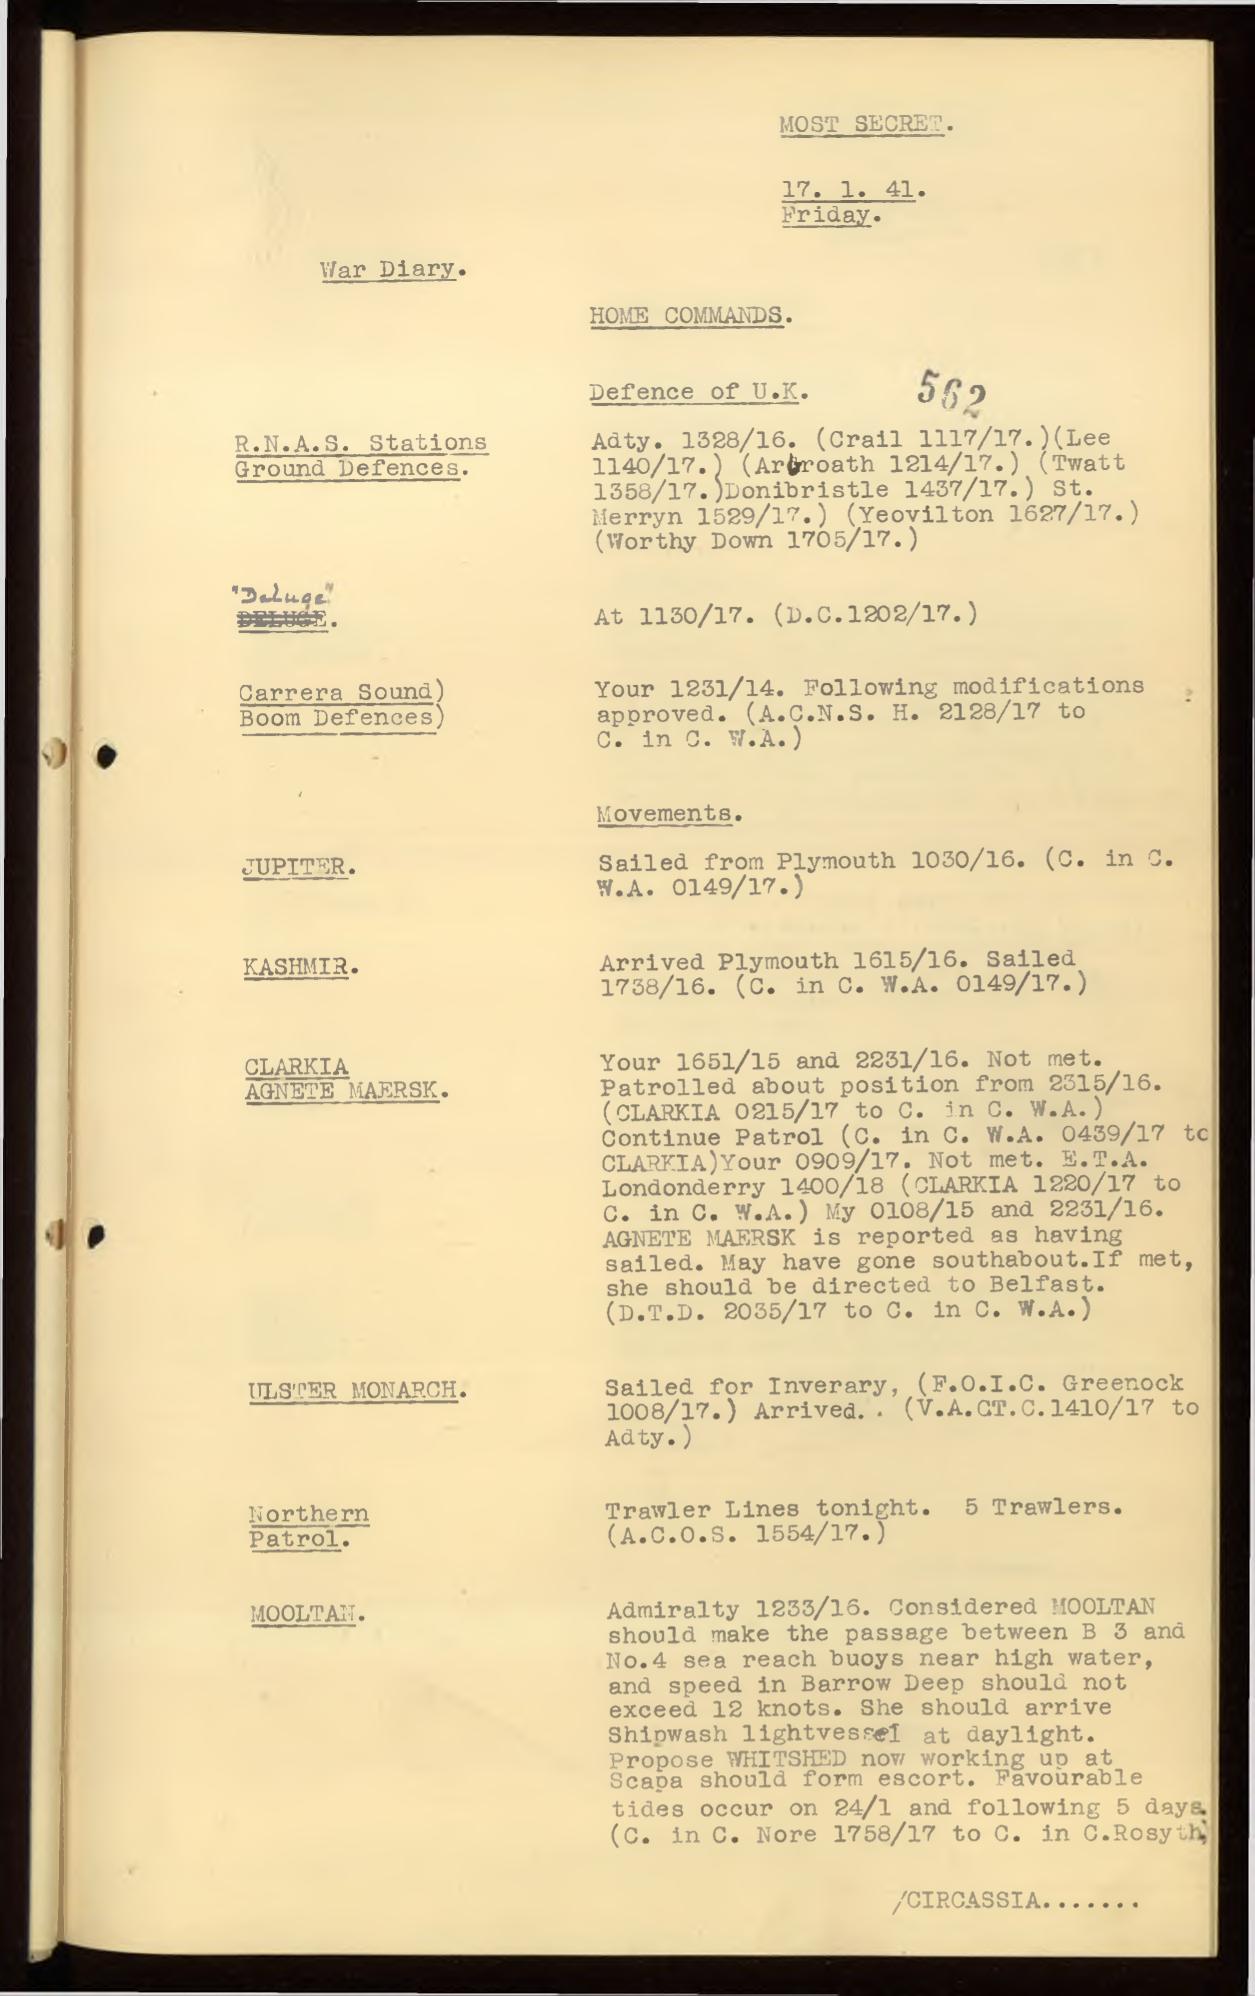 MOST SECRET.
17. 1. 41.
Friday.
War Diary.
HOME COMMANDS.
Defence of U.K.
562
R.N.A.S. Stations
Ground Defences.
Adty. 1328/16. (Crail 1117/17.)(Lee
1140/17.) (Arbroath 1214/17.) (Twatt
1358/17.)Donibristle 1437/17.) St.
Merryn 1529/17.) (Yeovilton 1627/17.)
(Worthy Down 1705/17.)
"Deluge"
DELUGE.
At 1130/17. (D.C.1202/17.)
Carrera Sound)
Boom Defences)
Your 1231/14. Following modifications
approved. (A.C.N.S. H. 2128/17 to
C. in C. W.A.)
Movements.
JUPITER.
Sailed from Plymouth 1030/16. (C. in C.
W.A. 0149/17.)
KASHMIR.
Arrived Plymouth 1615/16. Sailed
1738/16. (C. in C. W.A. 0149/17.)
CLARKIA
AGNETE MAERSK.
Your 1651/15 and 2231/16. Not met.
Patrolled about position from 2315/16.
(CLARKIA 0215/17 to C. in C. W.A.)
Continue Patrol (C. in C. W.A. 0439/17 to
CLARKIA)Your 0909/17. Not met. E.T.A.
Londonderry 1400/18 (CLARKIA 1220/17 to
C. in C. W.A.) My 0108/15 and 2231/16.
AGNETE MAERSK is reported as having
sailed. May have gone southabout.If met,
she should be directed to Belfast.
(D.T.D. 2035/17 to C. in C. W.A.)
ULSTER MONARCH.
Sailed for Inverary, (F.O.I.C. Greenock
1008/17.) Arrived. . (V.A.CT.C.1410/17 to
Adty.)
Northern
Patrol.
Trawler Lines tonight. 5 Trawlers.
(A.C.O.S. 1554/17.)
MOOLTAN.
Admiralty 1233/16. Considered MOOLTAN
should make the passage between B 3 and
No.4 sea reach buoys near high water,
and speed in Barrow Deep should not
exceed 12 knots. She should arrive
Shipwash lightvessel at daylight.
Propose WHITSHED now working up at
Scapa should form escort. Favourable
tides occur on 24/1 and following 5 days.
(C. in C. Nore 1758/17 to C. in C.Rosyth)
/CIRCASSIA.......